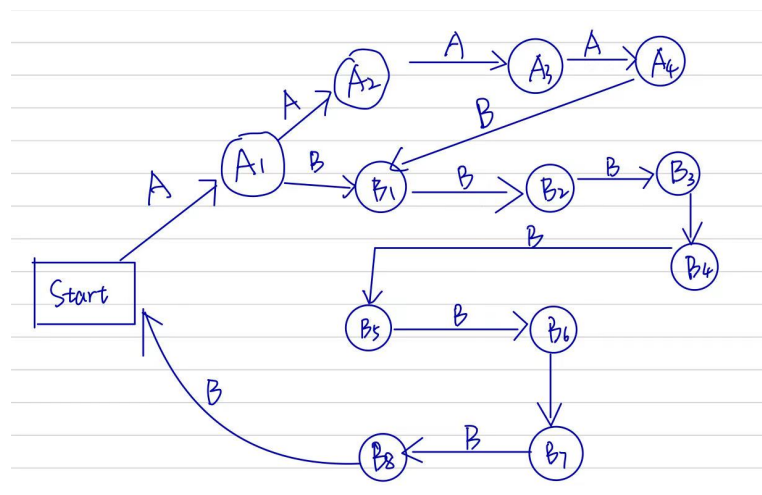 A A
A2 A3 A4
A B
A1 B B1 B B2 B B3
A
B
Start B4
B5 B B6
B
B8 B B7